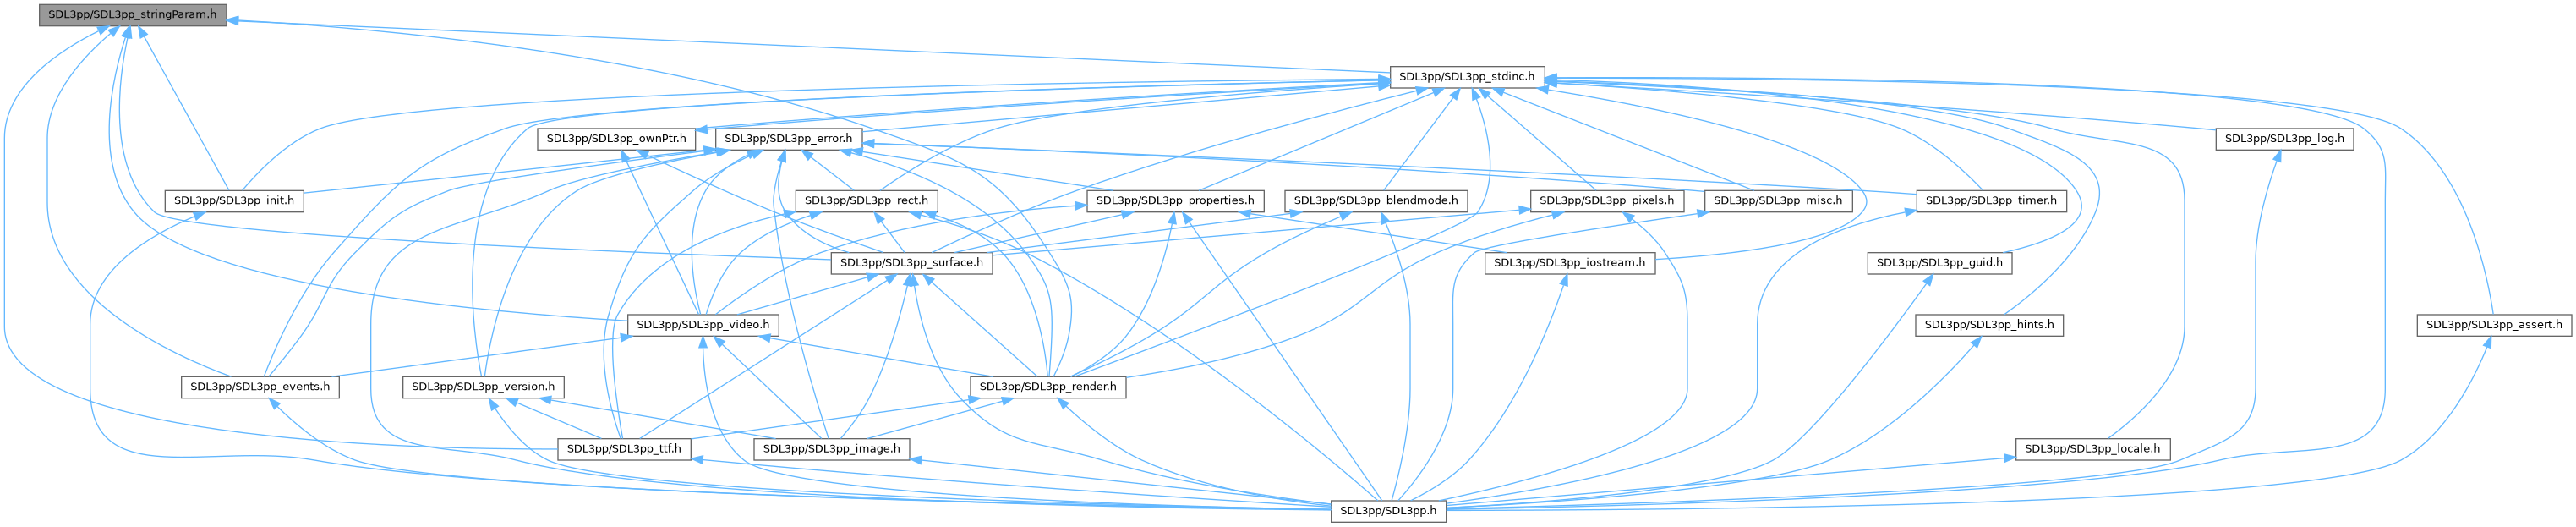 SDL3pp/SDL3pp_stringParam.h
SDL3pp/SDL3pp_stdinc.h
SDL3pp/SDL3pp_ownPtr.h
SDL3pp/SDL3pp_error.h
SDL3pp/SDL3pp_log.h
SDL3pp/SDL3pp_init.h
SDL3pp/SDL3pp_rect.h
SDL3pp/SDL3pp_properties.h
SDL3pp/SDL3pp_blendmode.h
SDL3pp/SDL3pp_pixels.h
SDL3pp/SDL3pp_misc.h
SDL3pp/SDL3pp_timer.h
SDL3pp/SDL3pp_surface.h
SDL3pp/SDL3pp_iostream.h
SDL3pp/SDL3pp_guid.h
SDL3pp/SDL3pp_video.h
SDL3pp/SDL3pp_hints.h
SDL3pp/SDL3pp_assert.h
SDL3pp/SDL3pp_events.h
SDL3pp/SDL3pp_version.h
SDL3pp/SDL3pp_render.h
SDL3pp/SDL3pp_ttf.h
SDL3pp/SDL3pp_image.h
SDL3pp/SDL3pp_locale.h
SDL3pp/SDL3pp.h